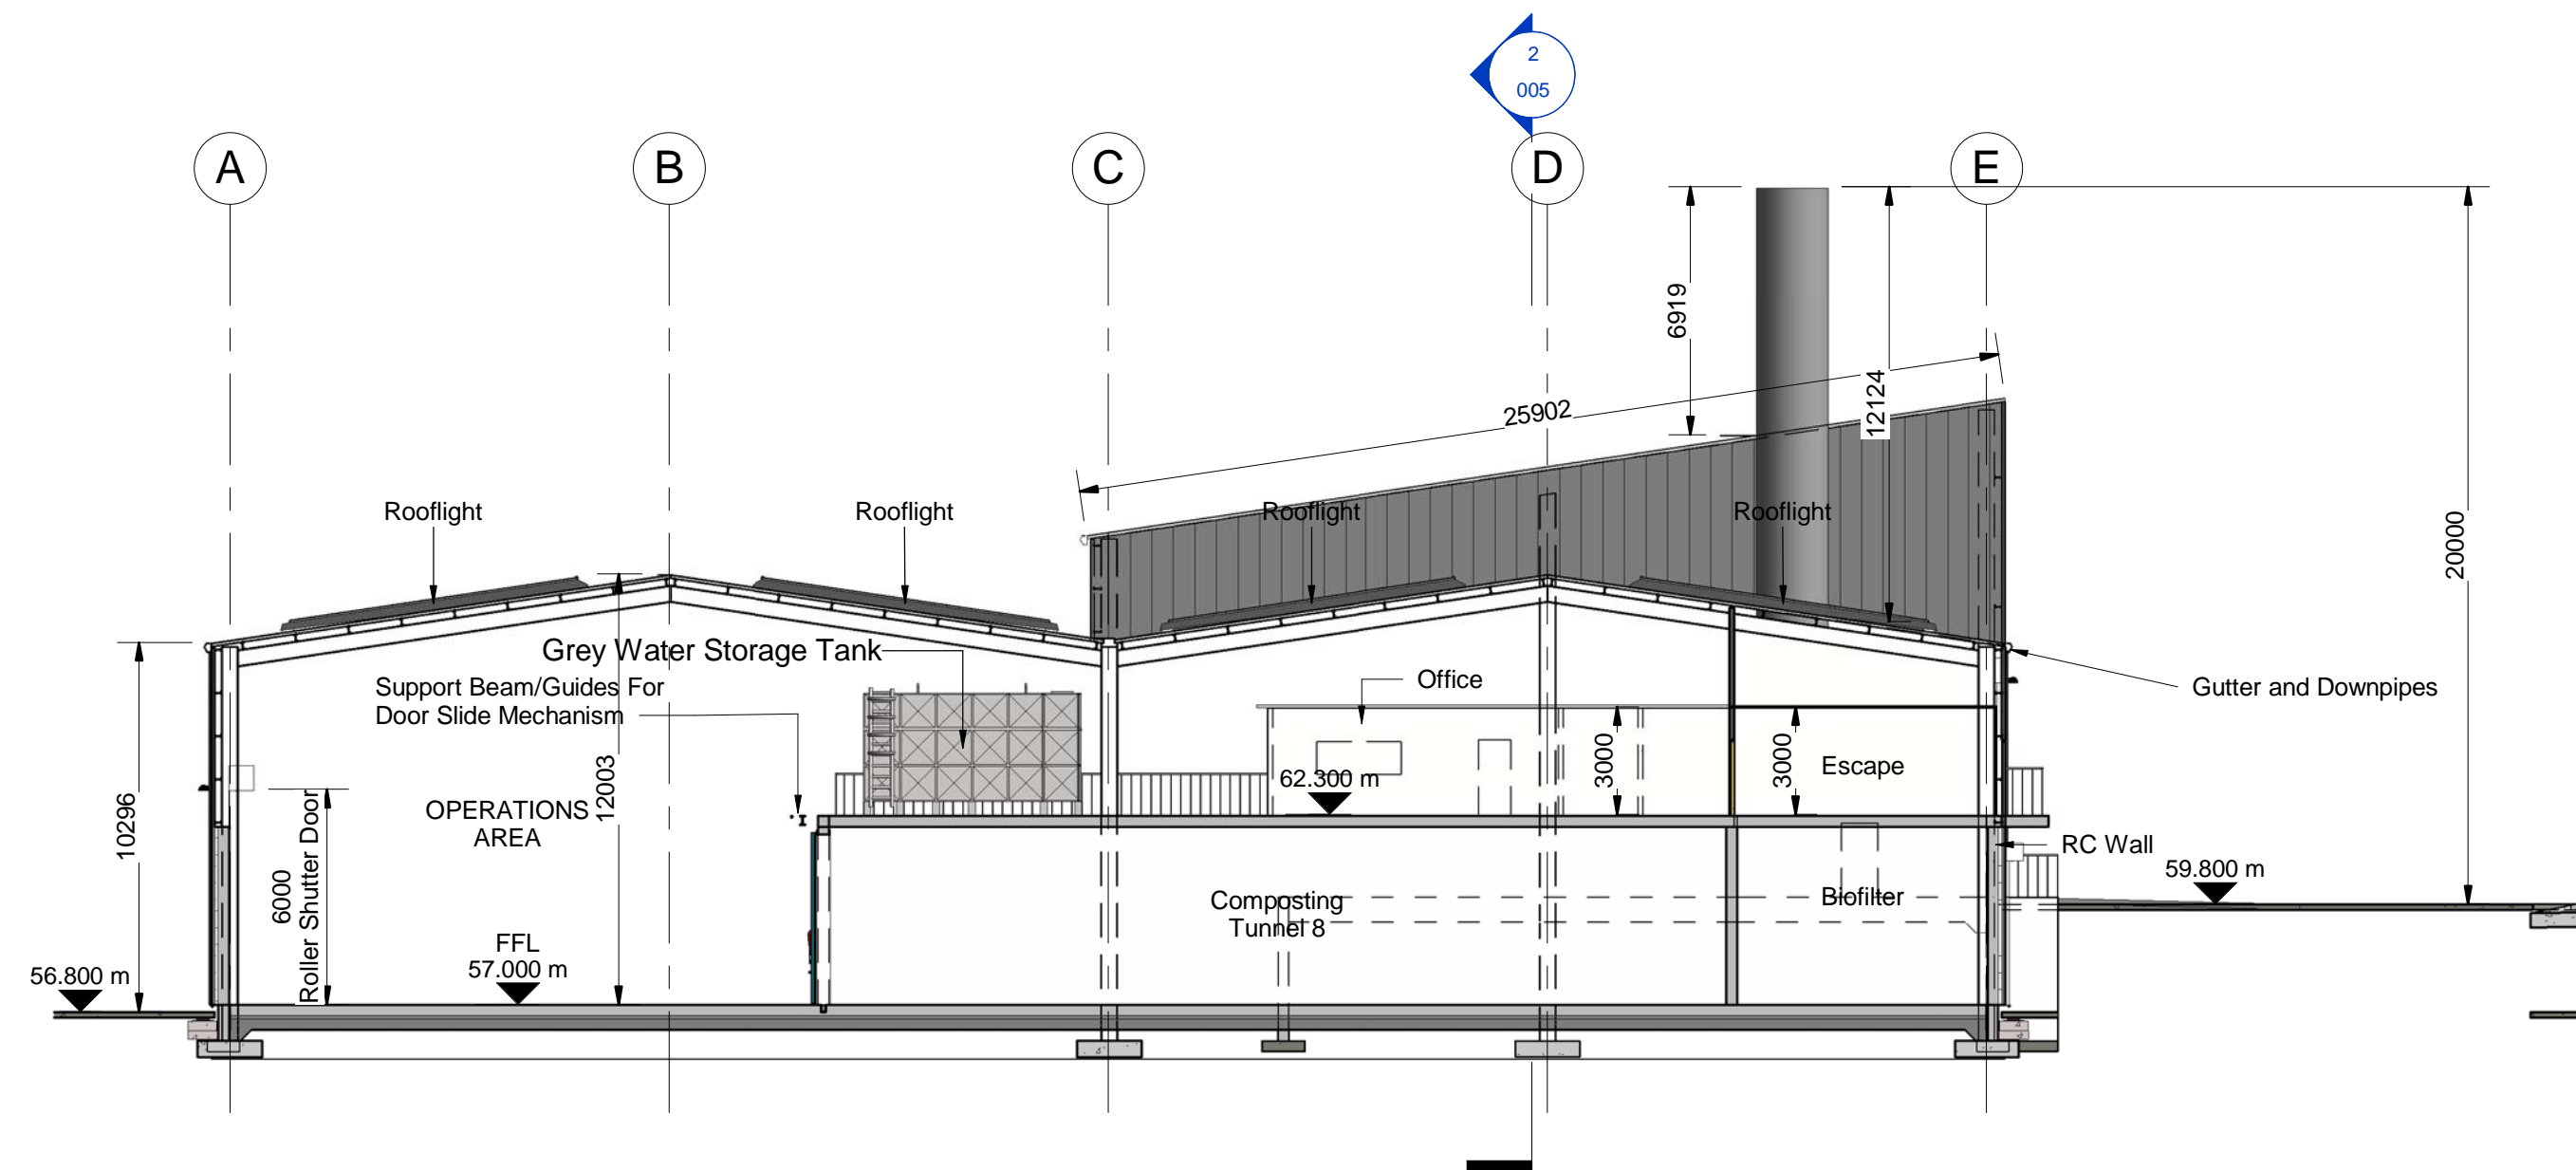 2
005
A
B
C
D
E
6919
12124
25902
20000
Rooflight
Rooflight
Rooflight
Rooflight
Grey Water Storage Tank
Support Beam/Guides For
Door Slide Mechanism
Office
Gutter and Downpipes
10296
6000
Roller Shutter Door
OPERATIONS
AREA
12003
62.300 m
3000
3000
Escape
RC Wall
59.800 m
Composting
Tunnel 8
Biofilter
FFL
57.000 m
56.800 m